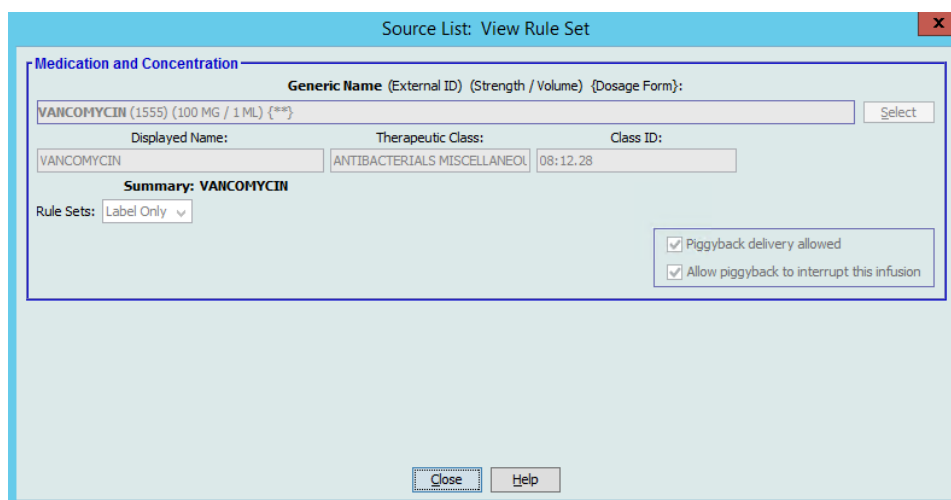 Source List: View Rule Set
x
Medication and Concentration
Generic Name (External ID) (Strength / Volume) {Dosage Form}:
VANCOMYCIN (1555) (100 MG / 1 ML) {**}
Select
Displayed Name: Therapeutic Class: Class ID:
VANCOMYCIN ANTIBACTERIALS MISCELLANEOU 08:12.28
Summary: VANCOMYCIN
Rule Sets: Label Only
Piggyback delivery allowed
Allow piggyback to interrupt this infusion
Close Help